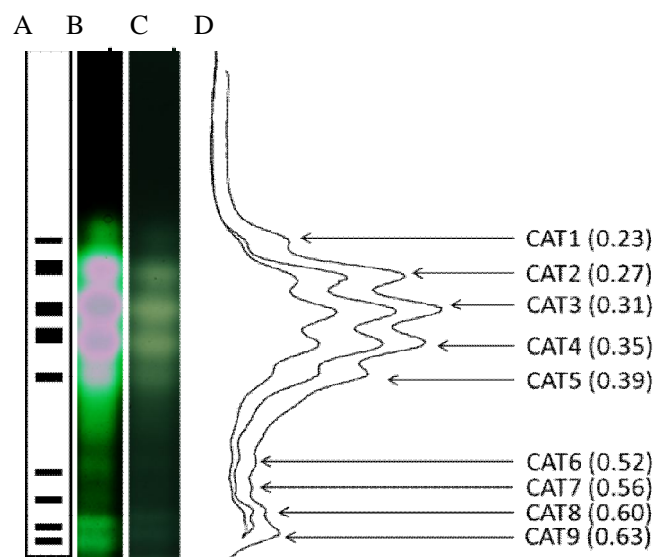 A B C D
CAT1 (0.23)
CAT2 (0.27)
CAT3 (0.31)
CAT4 (0.35)
CAT5 (0.39)
CAT6 (0.52)
CAT7 (0.56)
CAT8 (0.60)
CAT9 (0.63)